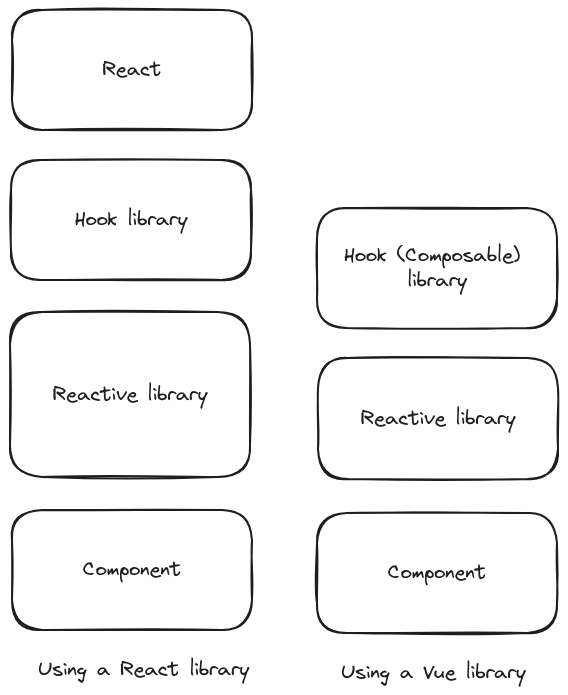 React
Hook library
Reactive library
Component
Using a React library
Hook (Composable)
library
Reactive library
Component
Using a Vue library